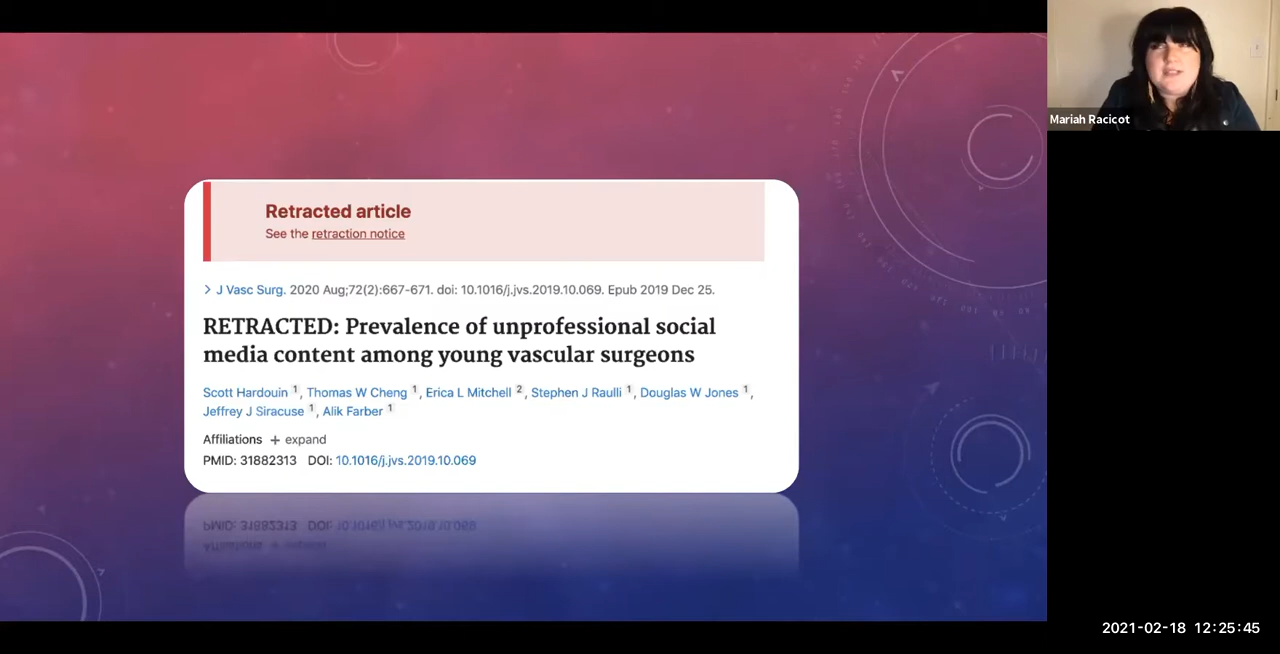 Retracted article
See the retraction notice
> J Vasc Surg. 2020 Aug;72(2):667-671. doi: 10.1016/j.jvs.2019.10.069. Epub 2019 Dec 25.
RETRACTED: Prevalence of unprofessional social
media content among young vascular surgeons
Scott Hardouin 1, Thomas W Cheng 1, Erica L Mitchell 2, Stephen J Raulli 1, Douglas W Jones 1,
Jeffrey J Siracuse 1, Alik Farber 1
Affiliations + expand
PMID: 31882313 DOI: 10.1016/j.jvs.2019.10.069
Mariah Racicot
2021-02-18 12:25:45